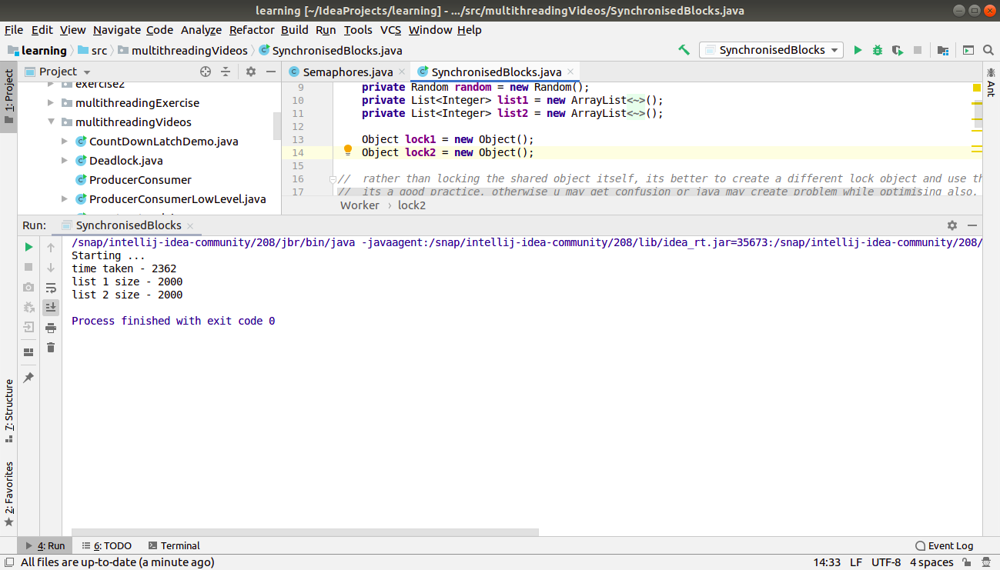 learning [~/IdeaProjects/learning] - .../src/multithreadingVideos/SynchronisedBlocks.java
File Edit View Navigate Code Analyze Refactor Build Run Tools VCS Window Help
learning src multithreadingVideos SynchronisedBlocks.java
SynchronisedBlocks
1: Project
Project
exercise2
multithreadingExercise
multithreadingVideos
CountDownLatchDemo.java
Deadlock.java
ProducerConsumer
ProducerConsumerLowLevel.java
Semaphores.java
SynchronisedBlocks.java
9 private Random random = new Random();
10 private List<Integer> list1 = new ArrayList<~>();
11 private List<Integer> list2 = new ArrayList<~>();
12
13 Object lock1 = new Object();
14 Object lock2 = new Object();
15
16 // rather than locking the shared object itself, its better to create a different lock object and use th
17 // its a good practice. otherwise u may get confusion or java may create problem while optimising also.
Worker › lock2
Ant
Run: SynchronisedBlocks
/snap/intellij-idea-community/208/jbr/bin/java -javaagent:/snap/intellij-idea-community/208/lib/idea_rt.jar=35673:/snap/intellij-idea-community/208/
Starting ...
time taken - 2362
list 1 size - 2000
list 2 size - 2000
Process finished with exit code 0
7: Structure
2: Favorites
4: Run 6: TODO Terminal Event Log
All files are up-to-date (a minute ago) 14:33 LF UTF-8 4 spaces